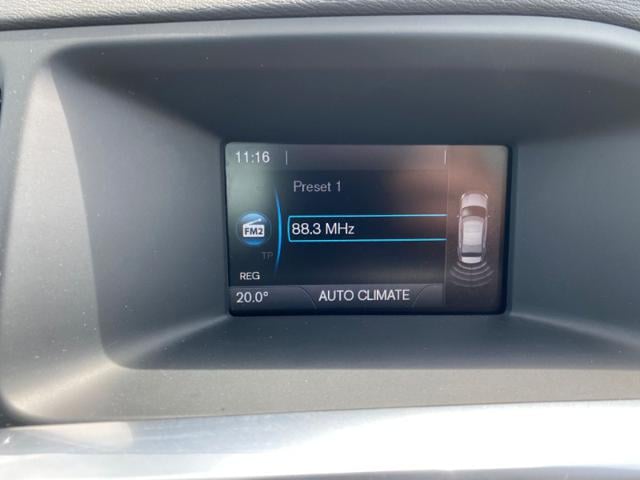 11:16
Preset 1
FM2
88.3 MHz
TP
REG
20.0°
AUTO CLIMATE